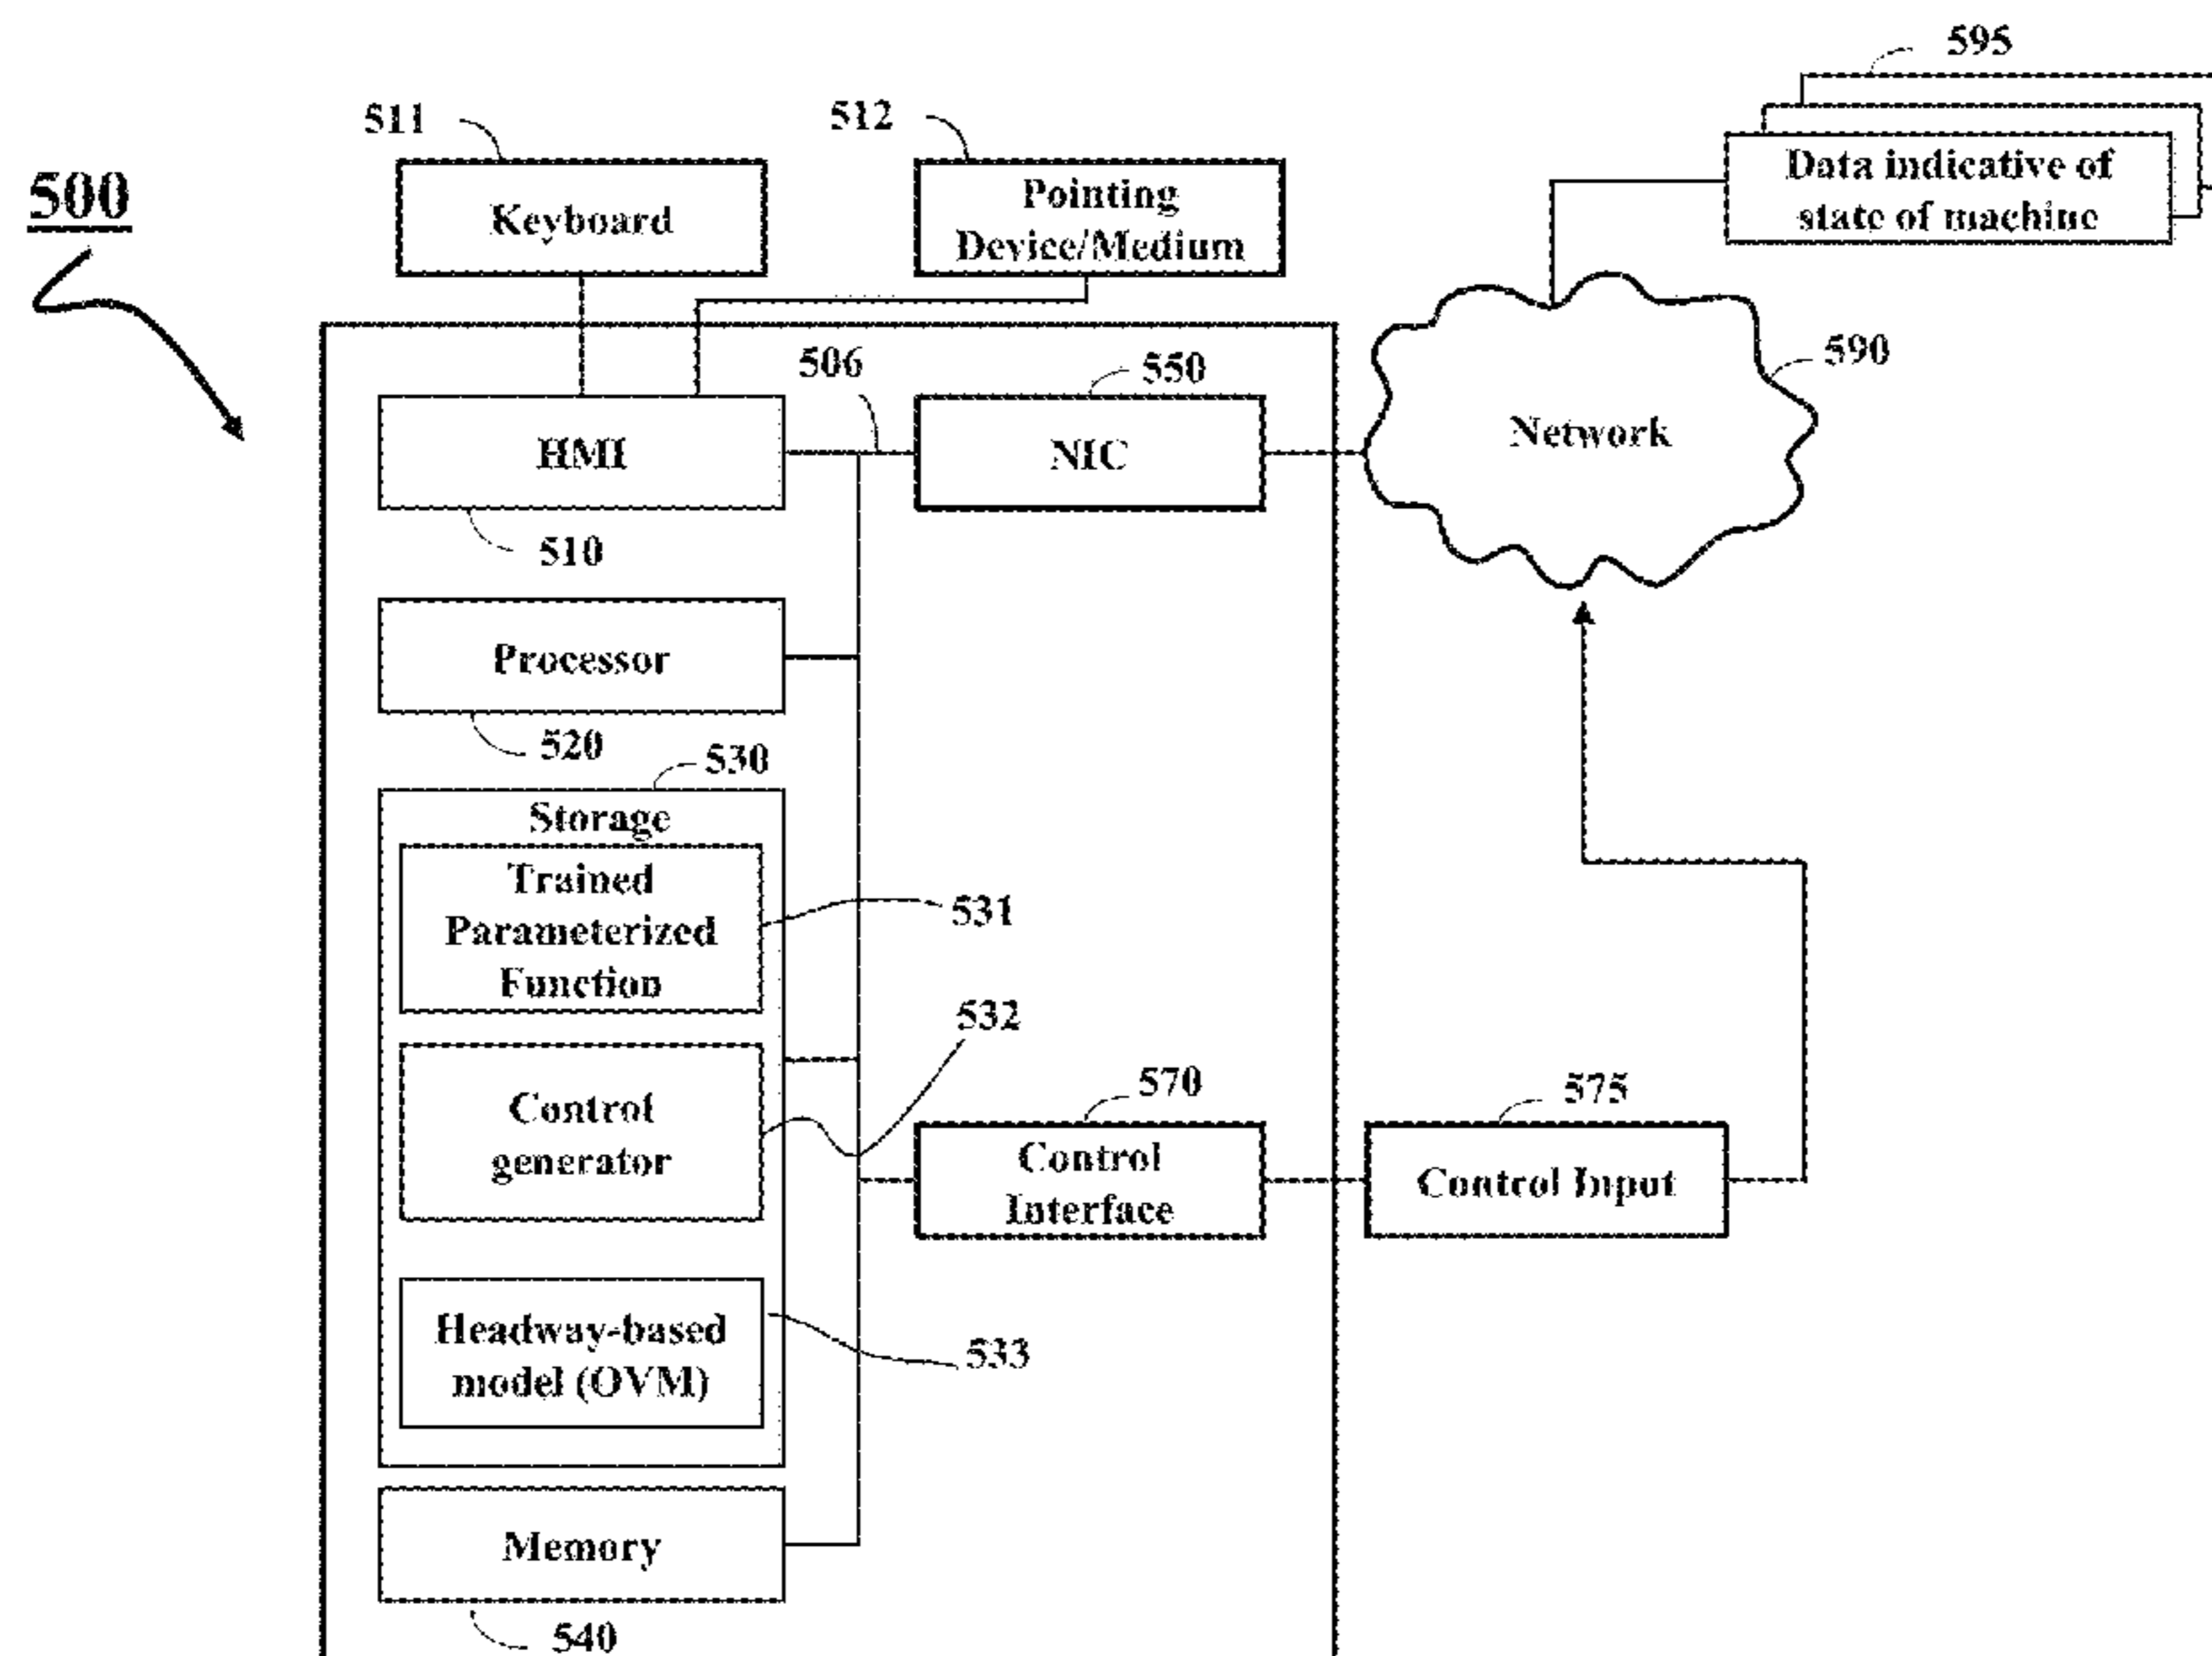 595
511
512
500
Keyboard
Pointing
Device/Medium
Data indicative of
state of machine
506
550
590
HMI
NIC
Network
510
Processor
520
530
Storage
Trained
Parameterized
Function
531
532
Control
generator
570
575
Control
Interface
Control Input
Headway-based
model (OVM)
533
Memory
540